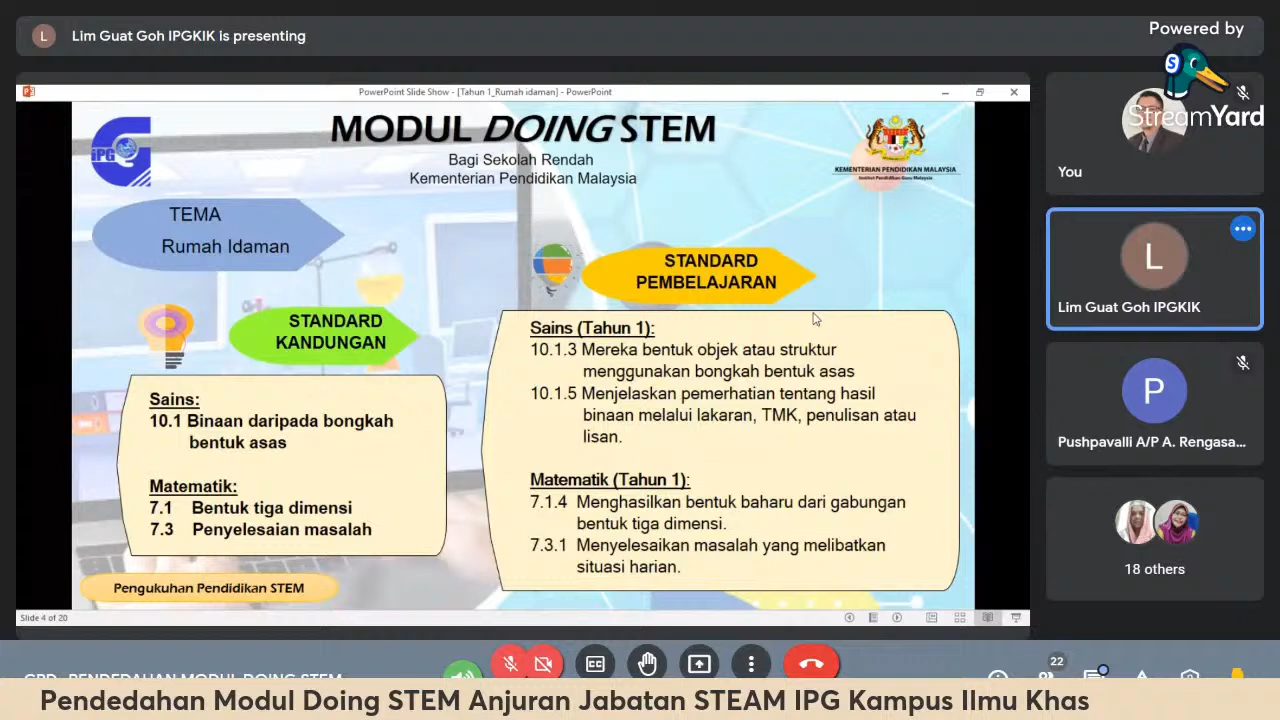 L
Lim Guat Goh IPGKIK is presenting
Powered by
StreamYard
PowerPoint Slide Show - [Tahun 1_Rumah idaman] - PowerPoint
iPG
MODUL DOING STEM
Bagi Sekolah Rendah
Kementerian Pendidikan Malaysia
KEMENTERIAN PENDIDIKAN MALAYSIA
Institut Pendidikan Guru Malaysia
TEMA
Rumah Idaman
STANDARD
KANDUNGAN
Sains:
10.1 Binaan daripada bongkah
bentuk asas
Matematik:
7.1 Bentuk tiga dimensi
7.3 Penyelesaian masalah
Pengukuhan Pendidikan STEM
STANDARD
PEMBELAJARAN
Sains (Tahun 1):
10.1.3 Mereka bentuk objek atau struktur
menggunakan bongkah bentuk asas
10.1.5 Menjelaskan pemerhatian tentang hasil
binaan melalui lakaran, TMK, penulisan atau
lisan.
Matematik (Tahun 1):
7.1.4 Menghasilkan bentuk baharu dari gabungan
bentuk tiga dimensi.
7.3.1 Menyelesaikan masalah yang melibatkan
situasi harian.
Slide 4 of 20
You
L
Lim Guat Goh IPGKIK
P
Pushpavalli A/P A. Rengasa...
18 others
CC
22
Pendedahan Modul Doing STEM Anjuran Jabatan STEAM IPG Kampus Ilmu Khas